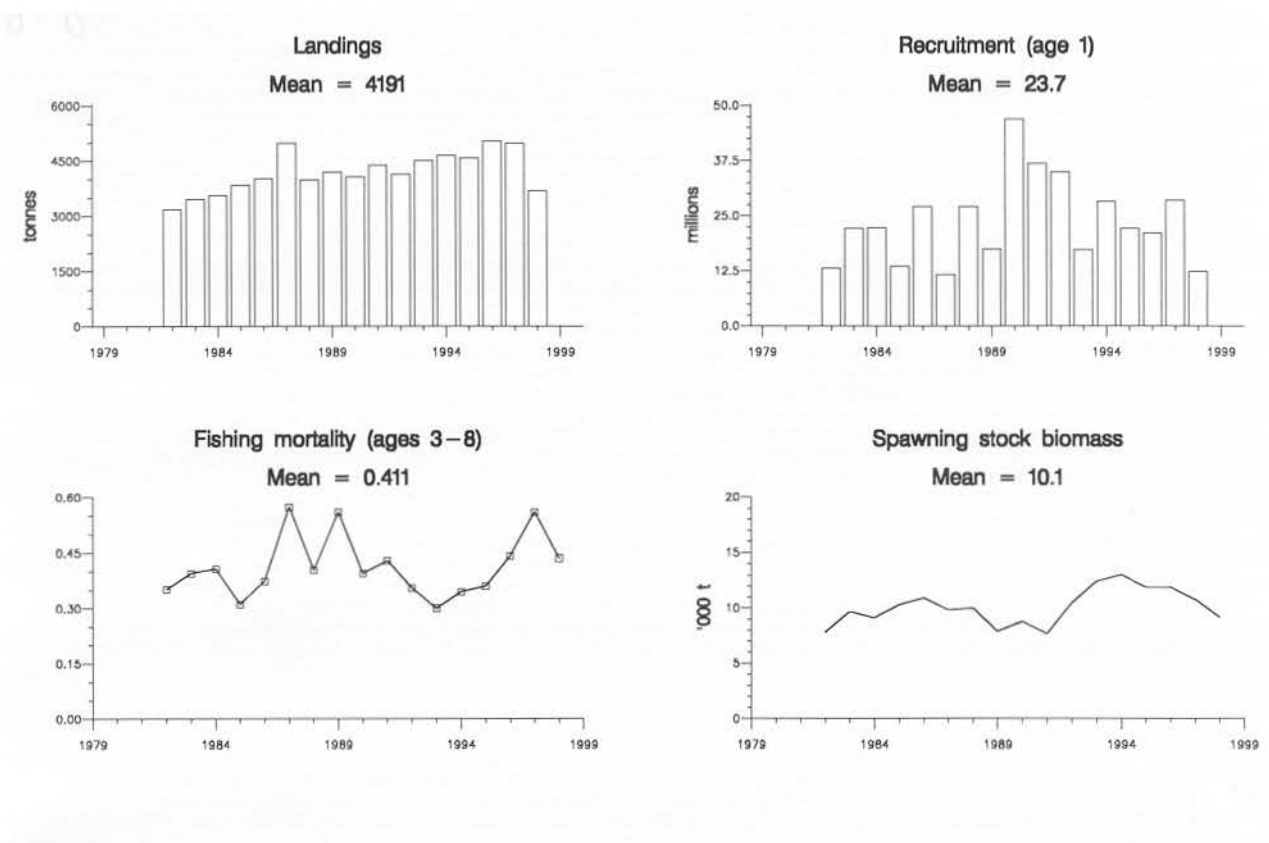 Landings
Mean = 4191
6000
4500
3000
1500
0
tonnes
1979 1984 1989 1994 1999
Recruitment (age 1)
Mean = 23.7
50.0
37.5
25.0
12.5
0.0
millions
1979 1984 1989 1994 1999
Fishing mortality (ages 3-8)
Mean = 0.411
0.60
0.45
0.30
0.15
0.00
1979 1984 1989 1994 1999
Spawning stock biomass
Mean = 10.1
20
15
10
5
0
'000 t
1979 1984 1989 1994 1999